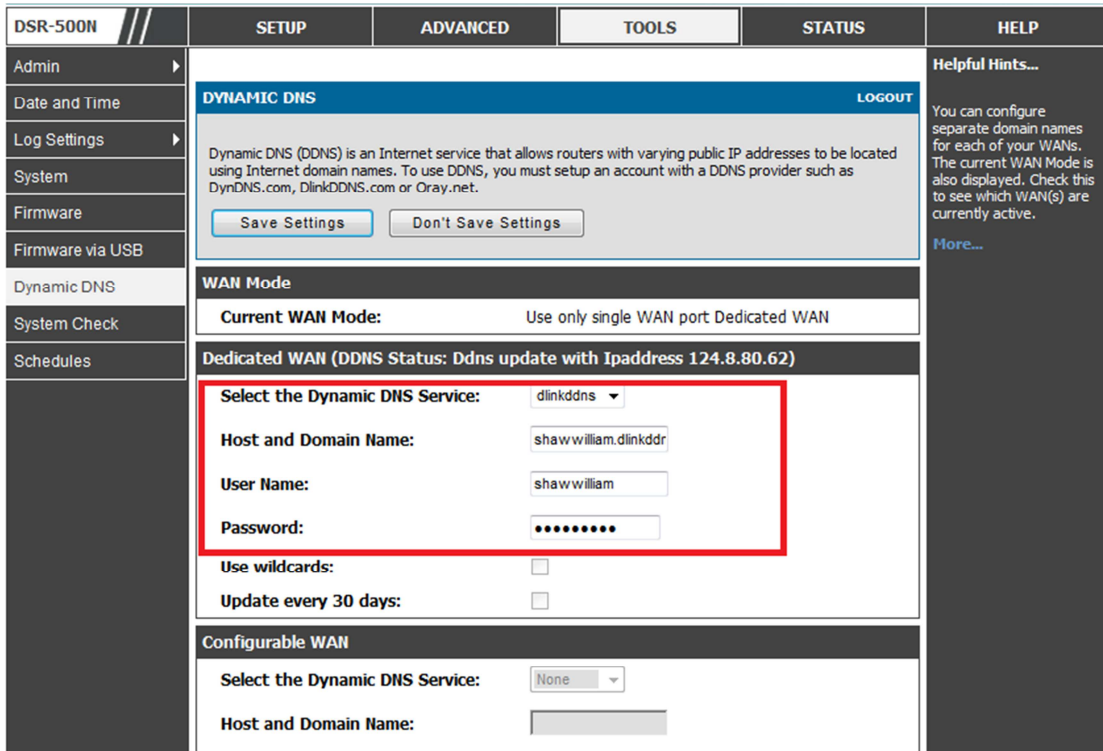 DSR-500N
SETUP
ADVANCED
TOOLS
STATUS
HELP
Admin
Date and Time
Log Settings
System
Firmware
Firmware via USB
Dynamic DNS
System Check
Schedules
DYNAMIC DNS
LOGOUT
Dynamic DNS (DDNS) is an Internet service that allows routers with varying public IP addresses to be located
using Internet domain names. To use DDNS, you must setup an account with a DDNS provider such as
DynDNS.com, DlinkDDNS.com or Oray.net.
Save Settings
Don't Save Settings
WAN Mode
Current WAN Mode: Use only single WAN port Dedicated WAN
Dedicated WAN (DDNS Status: Ddns update with Ipaddress 124.8.80.62)
Select the Dynamic DNS Service: dlinkddns
Host and Domain Name: shawwilliam.dlinkddr
User Name: shawwilliam
Password: •••••••••
Use wildcards:
Update every 30 days:
Configurable WAN
Select the Dynamic DNS Service: None
Host and Domain Name:
Helpful Hints...
You can configure
separate domain names
for each of your WANs.
The current WAN Mode is
also displayed. Check this
to see which WAN(s) are
currently active.
More...